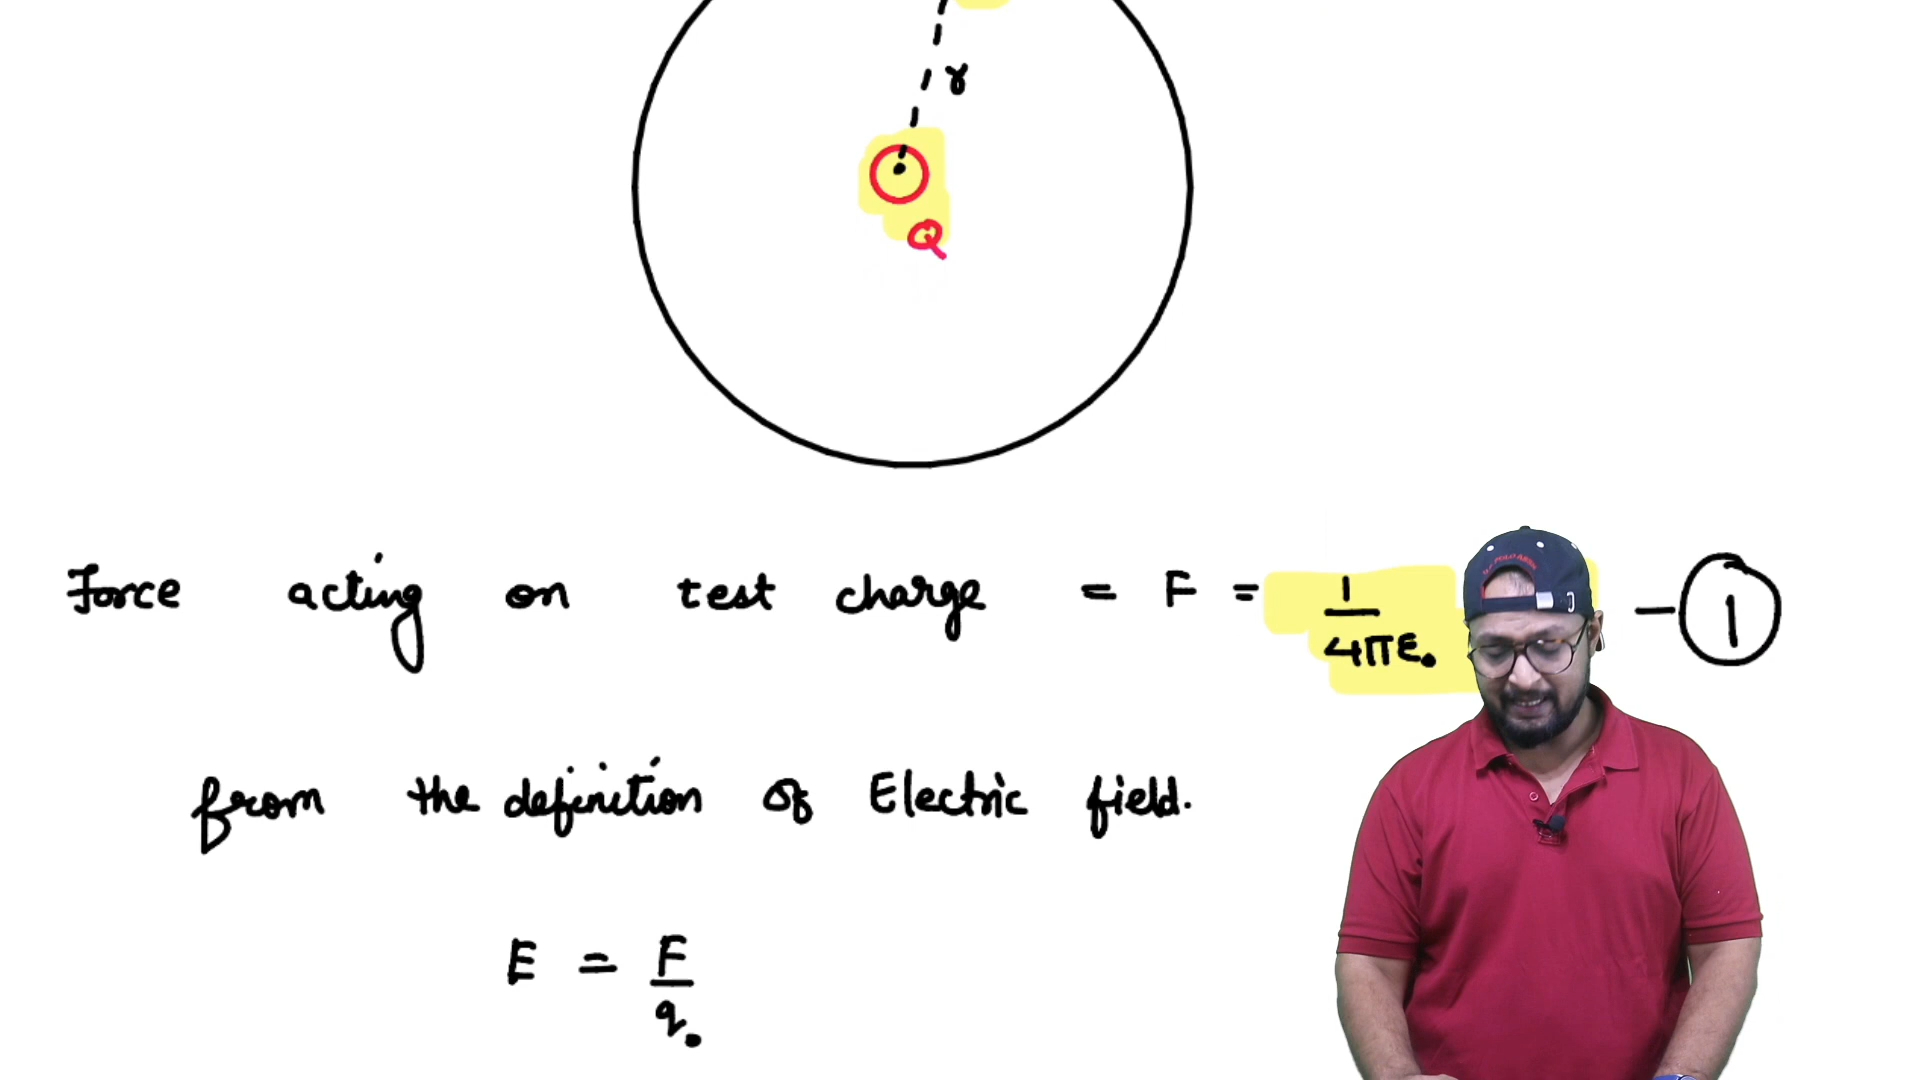 r
Q
Force acting on test charge = F = 1/4πε₀ - 1
from the definition of Electric field.
E = F/q₀